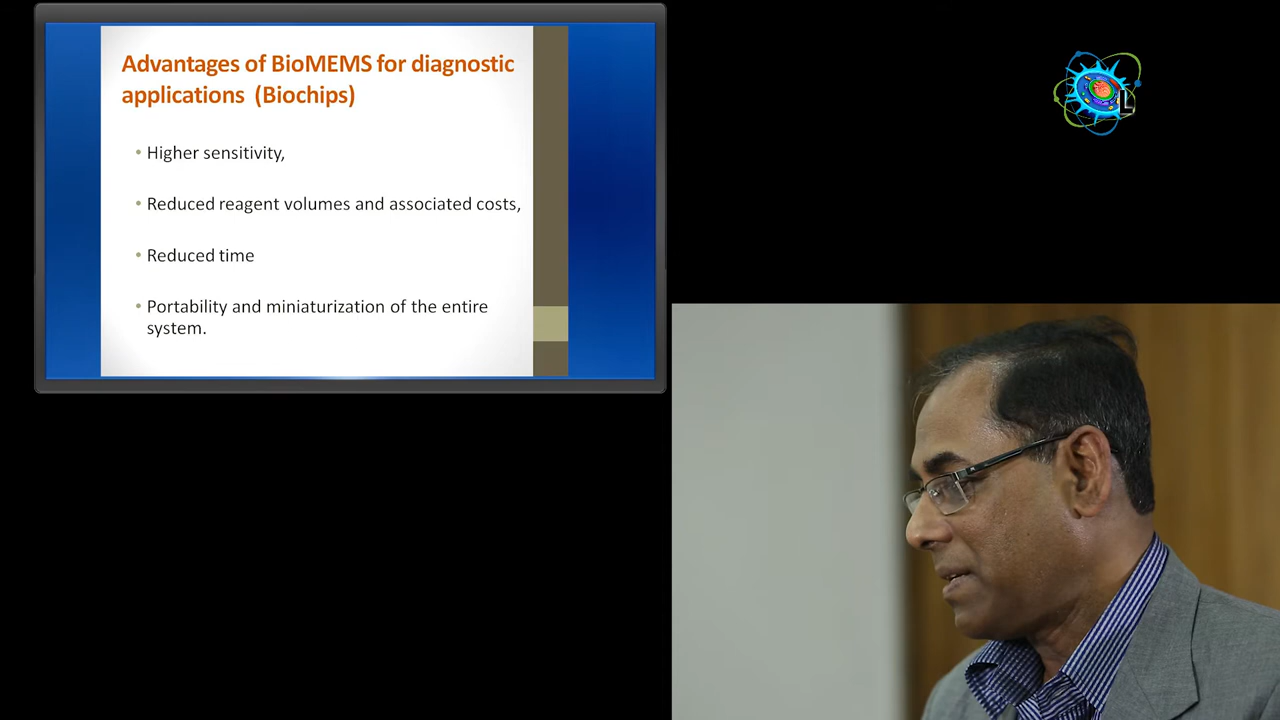 Advantages of BioMEMS for diagnostic
applications (Biochips)
• Higher sensitivity,
• Reduced reagent volumes and associated costs,
• Reduced time
• Portability and miniaturization of the entire
system.
L